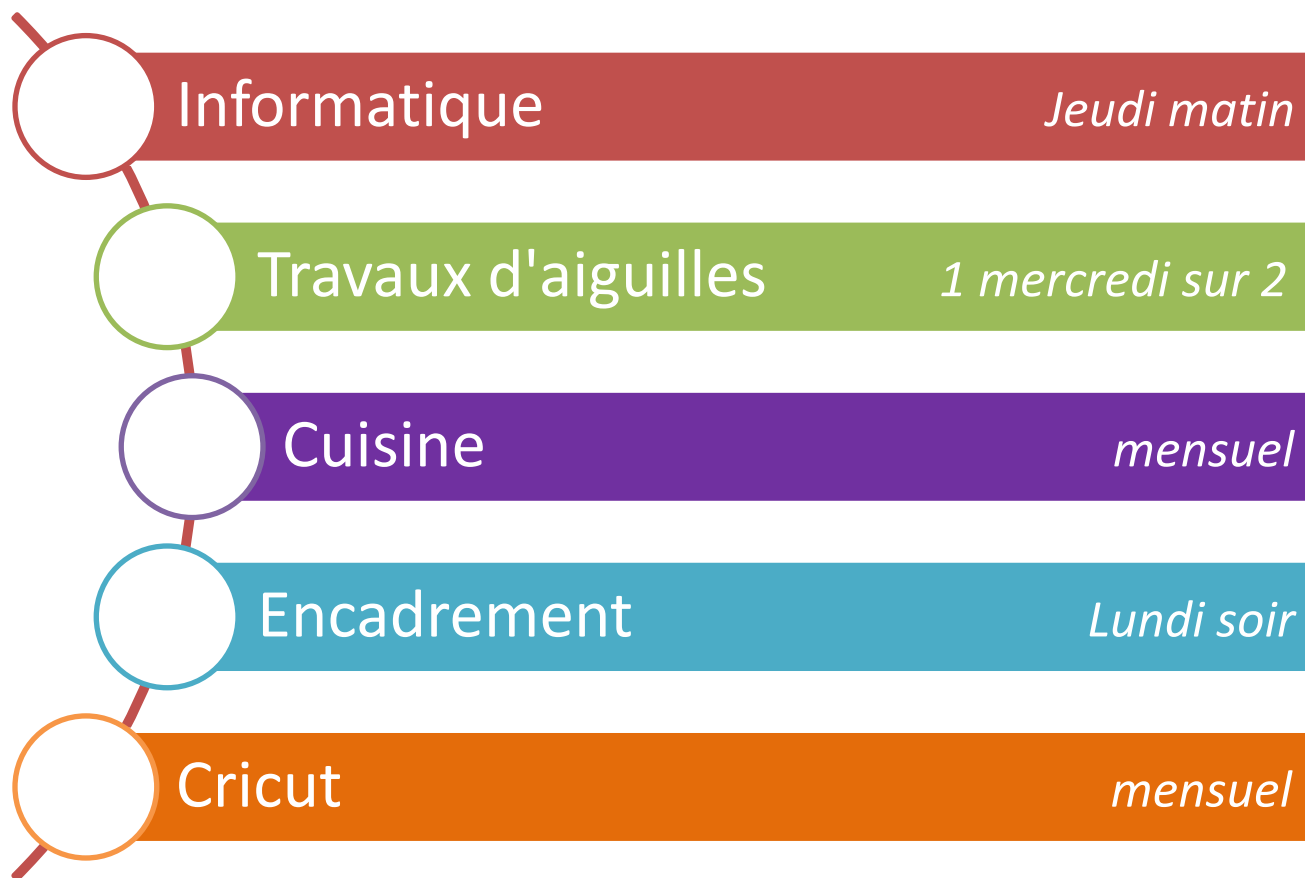 Informatique Jeudi matin
Travaux d'aiguilles 1 mercredi sur 2
Cuisine mensuel
Encadrement Lundi soir
Cricut mensuel